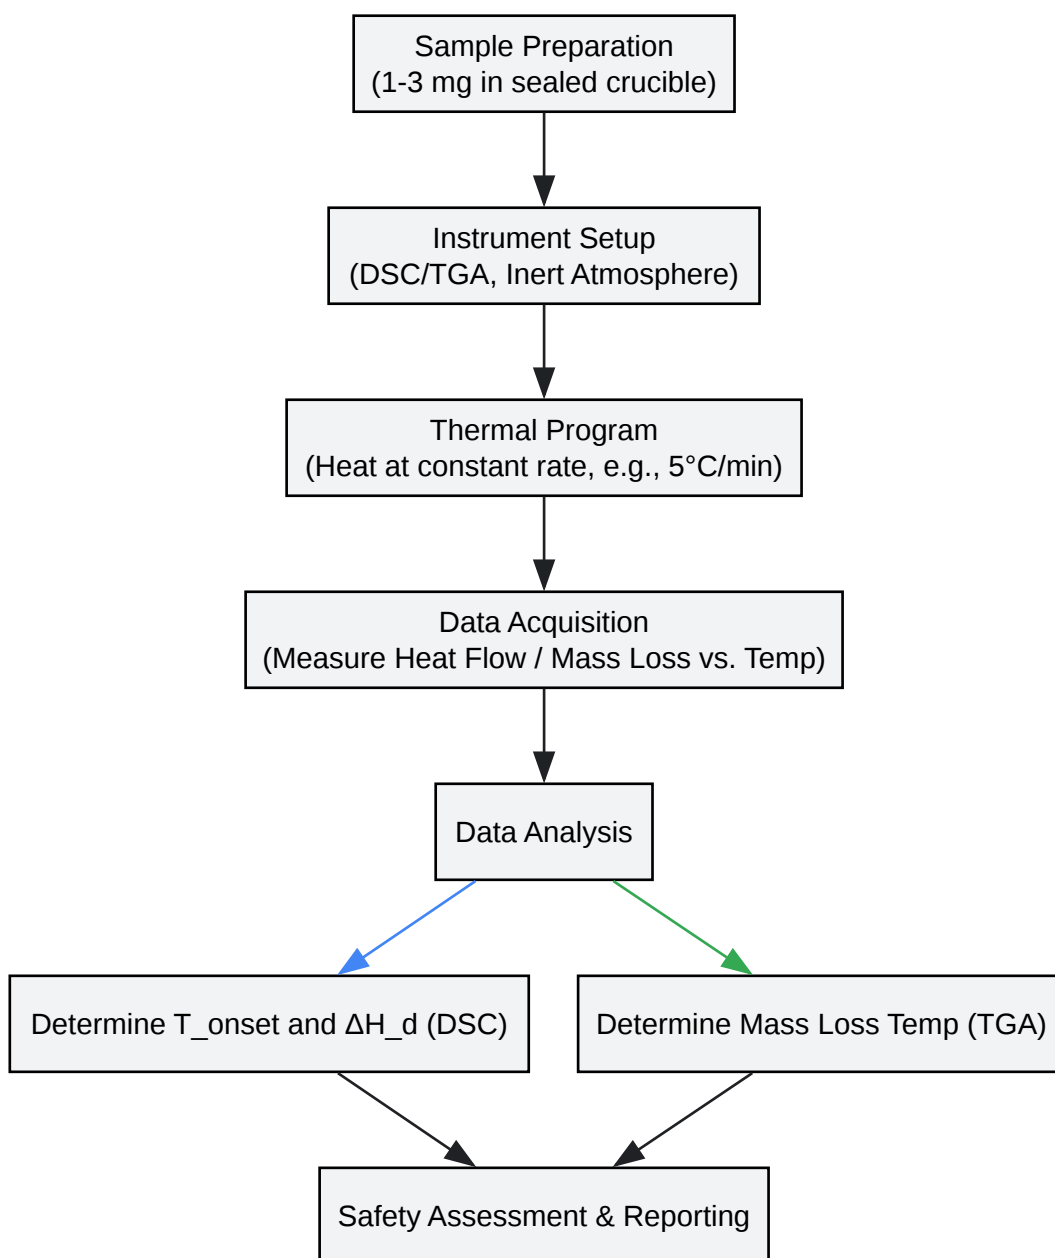 Sample Preparation
(1-3 mg in sealed crucible)
Instrument Setup
(DSC/TGA, Inert Atmosphere)
Thermal Program
(Heat at constant rate, e.g., 5°C/min)
Data Acquisition
(Measure Heat Flow / Mass Loss vs. Temp)
Data Analysis
Determine T_onset and ΔH_d (DSC)
Determine Mass Loss Temp (TGA)
Safety Assessment & Reporting